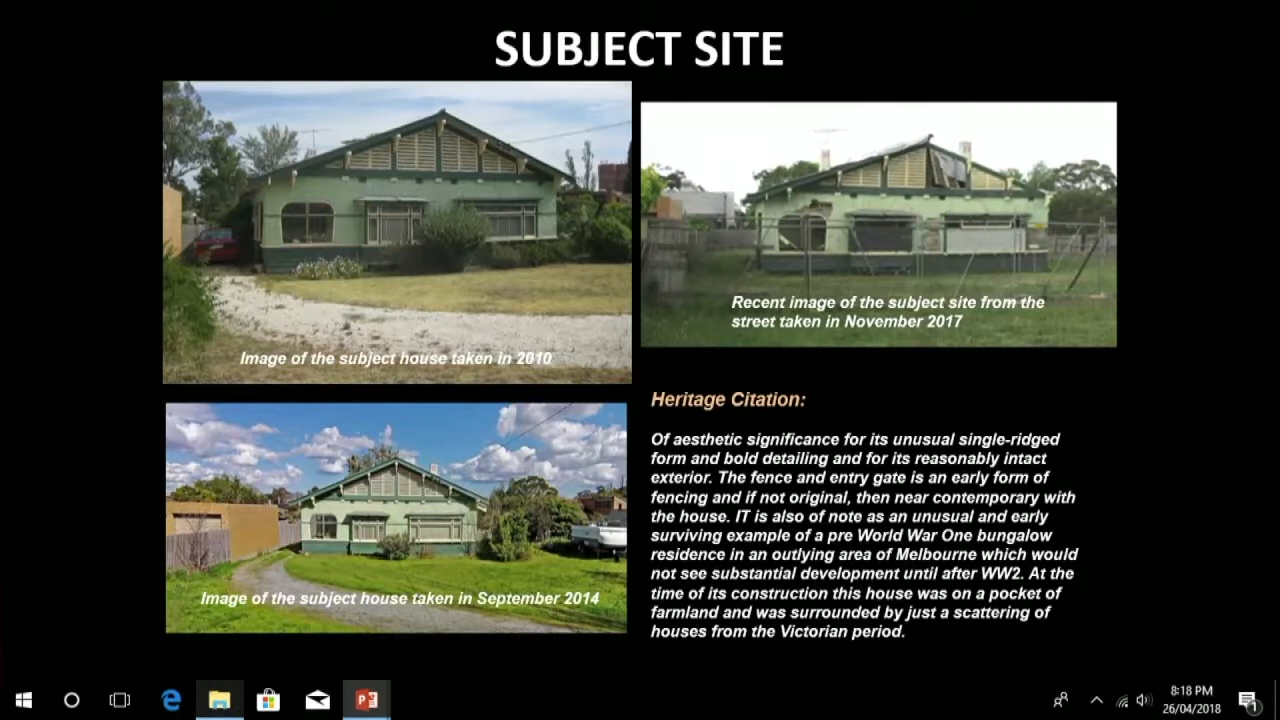 SUBJECT SITE
Image of the subject house taken in 2010
Recent image of the subject site from the
street taken in November 2017
Image of the subject house taken in September 2014
Heritage Citation:
Of aesthetic significance for its unusual single-ridged
form and bold detailing and for its reasonably intact
exterior. The fence and entry gate is an early form of
fencing and if not original, then near contemporary with
the house. IT is also of note as an unusual and early
surviving example of a pre World War One bungalow
residence in an outlying area of Melbourne which would
not see substantial development until after WW2. At the
time of its construction this house was on a pocket of
farmland and was surrounded by just a scattering of
houses from the Victorian period.
8:18 PM
26/04/2018
1